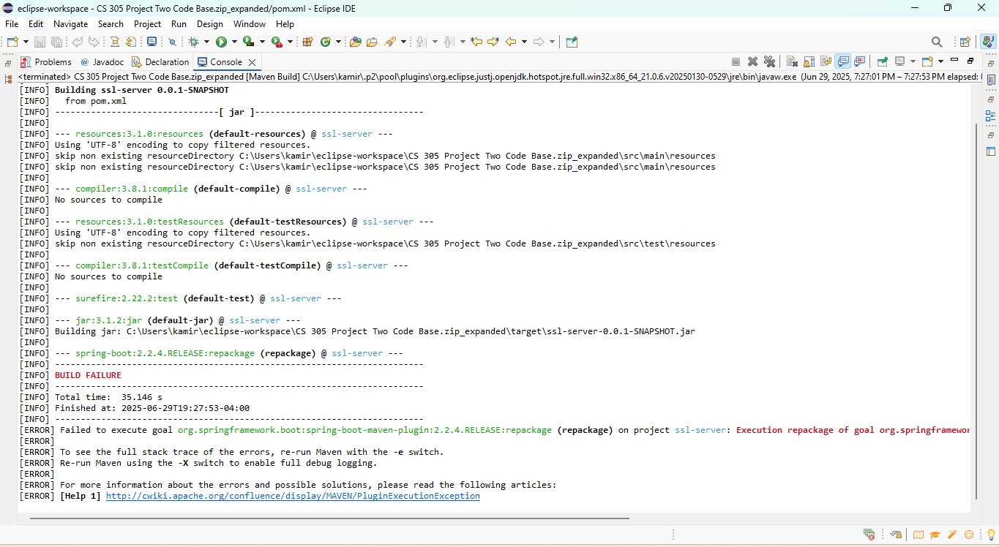 eclipse-workspace - CS 305 Project Two Code Base.zip_expanded/pom.xml - Eclipse IDE
File Edit Navigate Search Project Run Design Window Help
Problems @ Javadoc Declaration Console
<terminated> CS 305 Project Two Code Base.zip_expanded [Maven Build] C:\Users\kamir\.p2\pool\plugins\org.eclipse.justj.openjdk.hotspot.jre.full.win32.x86_64_21.0.6.v20250130-0529\jre\bin\javaw.exe (Jun 29, 2025, 7:27:01 PM – 7:27:53 PM elapsed:
[INFO] Building ssl-server 0.0.1-SNAPSHOT
[INFO]   from pom.xml
[INFO] --------------------------------[ jar ]---------------------------------
[INFO]
[INFO] --- resources:3.1.0:resources (default-resources) @ ssl-server ---
[INFO] Using 'UTF-8' encoding to copy filtered resources.
[INFO] skip non existing resourceDirectory C:\Users\kamir\eclipse-workspace\CS 305 Project Two Code Base.zip_expanded\src\main\resources
[INFO] skip non existing resourceDirectory C:\Users\kamir\eclipse-workspace\CS 305 Project Two Code Base.zip_expanded\src\main\resources
[INFO]
[INFO] --- compiler:3.8.1:compile (default-compile) @ ssl-server ---
[INFO] No sources to compile
[INFO]
[INFO] --- resources:3.1.0:testResources (default-testResources) @ ssl-server ---
[INFO] Using 'UTF-8' encoding to copy filtered resources.
[INFO] skip non existing resourceDirectory C:\Users\kamir\eclipse-workspace\CS 305 Project Two Code Base.zip_expanded\src\test\resources
[INFO]
[INFO] --- compiler:3.8.1:testCompile (default-testCompile) @ ssl-server ---
[INFO] No sources to compile
[INFO]
[INFO] --- surefire:2.22.2:test (default-test) @ ssl-server ---
[INFO]
[INFO] --- jar:3.1.2:jar (default-jar) @ ssl-server ---
[INFO] Building jar: C:\Users\kamir\eclipse-workspace\CS 305 Project Two Code Base.zip_expanded\target\ssl-server-0.0.1-SNAPSHOT.jar
[INFO]
[INFO] --- spring-boot:2.2.4.RELEASE:repackage (repackage) @ ssl-server ---
[INFO] ------------------------------------------------------------------------
[INFO] BUILD FAILURE
[INFO] ------------------------------------------------------------------------
[INFO] Total time:  35.146 s
[INFO] Finished at: 2025-06-29T19:27:53-04:00
[INFO] ------------------------------------------------------------------------
[ERROR] Failed to execute goal org.springframework.boot:spring-boot-maven-plugin:2.2.4.RELEASE:repackage (repackage) on project ssl-server: Execution repackage of goal org.springframewor
[ERROR]
[ERROR] To see the full stack trace of the errors, re-run Maven with the -e switch.
[ERROR] Re-run Maven using the -X switch to enable full debug logging.
[ERROR]
[ERROR] For more information about the errors and possible solutions, please read the following articles:
[ERROR] [Help 1] http://cwiki.apache.org/confluence/display/MAVEN/PluginExecutionException